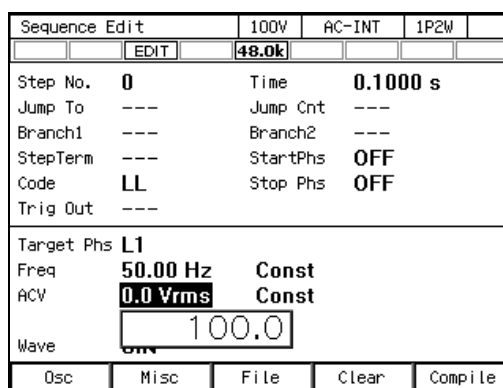 Sequence Edit 100V AC-INT 1P2W
EDIT 48.0k
Step No. 0 Time 0.1000 s
Jump To --- Jump Cnt ---
Branch1 --- Branch2 ---
StepTerm --- StartPhs OFF
Code LL Stop Phs OFF
Trig Out ---
Target Phs L1
Freq 50.00 Hz Const
ACV 0.0 Vrms Const
100.0
Wave
Osc Misc File Clear Compile